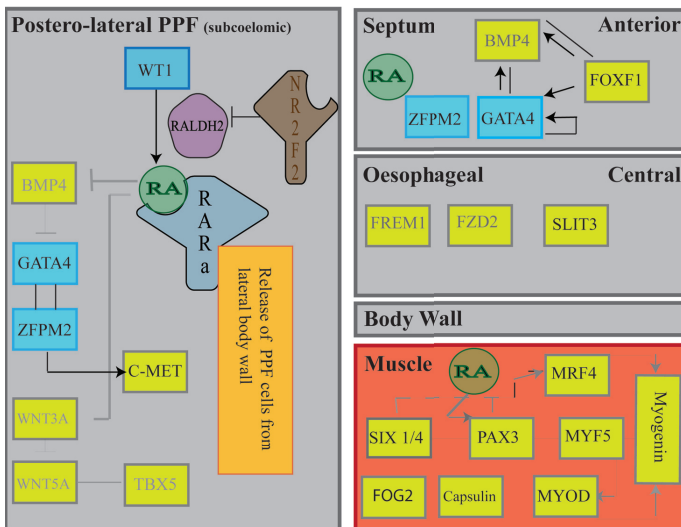 Postero-lateral PPF (subcoelomic)
WT1
RALDH2
NR2F2
BMP4
RA
RARa
GATA4
ZFPM2
Release of PPF cells from
lateral body wall
C-MET
WNT3A
WNT5A
TBX5
Septum
Anterior
BMP4
RA
FOXF1
ZFPM2
GATA4
Oesophageal
Central
FREM1
FZD2
SLIT3
Body Wall
Muscle
RA
MRF4
SIX 1/4
PAX3
MYF5
Myogenin
FOG2
Capsulin
MYOD